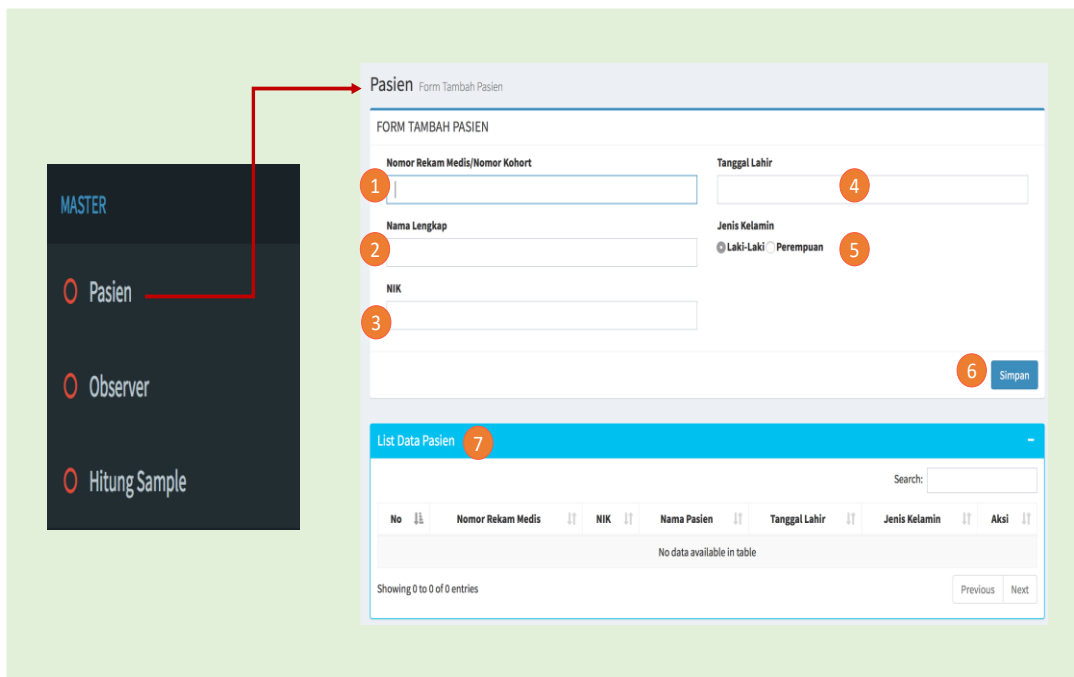 MASTER
Pasien
Observer
Hitung Sample
Pasien Form Tambah Pasien
FORM TAMBAH PASIEN
Nomor Rekam Medis/Nomor Kohort
1
Nama Lengkap
2
NIK
3
Tanggal Lahir
4
Jenis Kelamin
Laki-Laki Perempuan 5
6 Simpan
List Data Pasien 7 −
Search:
No Nomor Rekam Medis NIK Nama Pasien Tanggal Lahir Jenis Kelamin Aksi
No data available in table
Showing 0 to 0 of 0 entries Previous Next